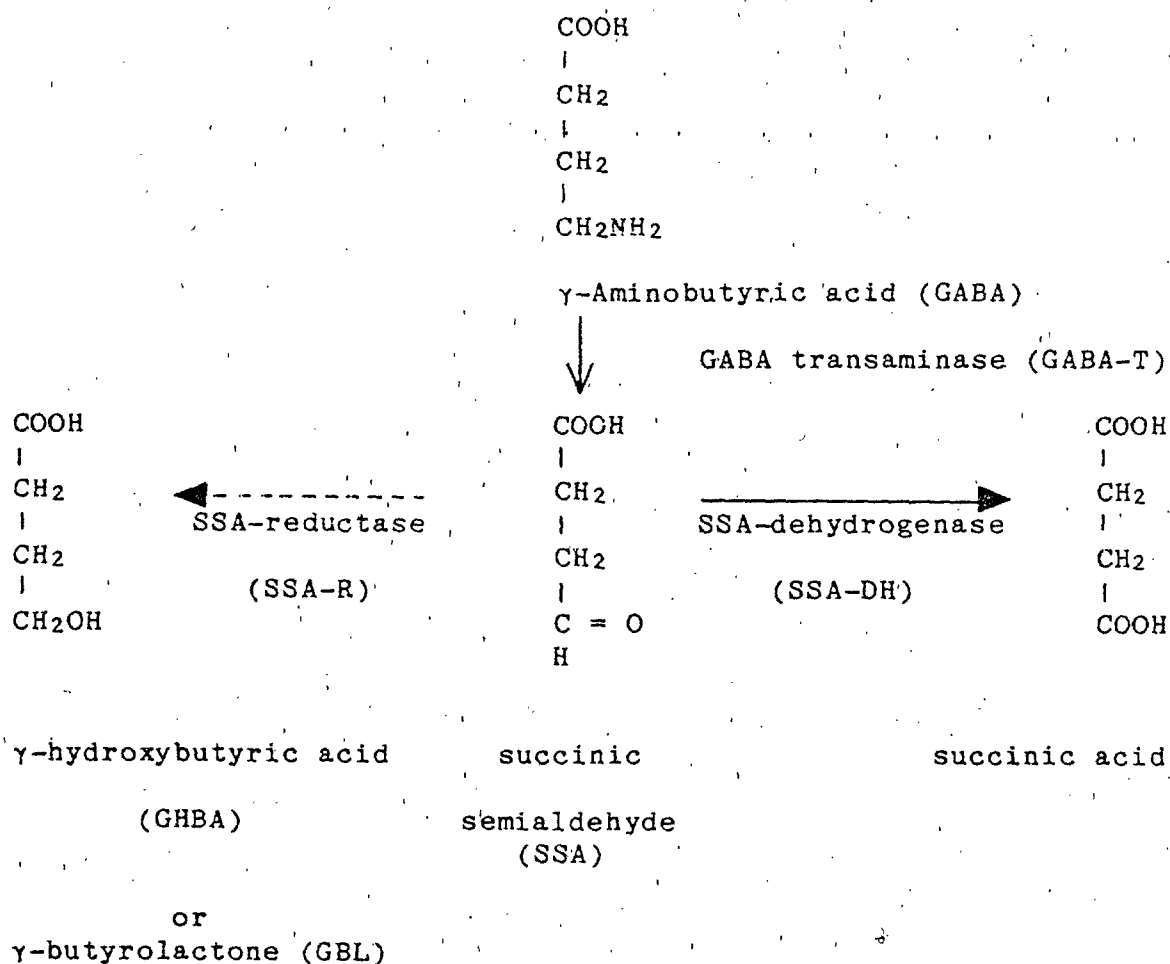 COOH
|
CH2
|
CH2
|
CH2NH2
γ-Aminobutyric acid (GABA)
GABA transaminase (GABA-T)
COOH COOH COOH
| | |
CH2 CH2 CH2
SSA-reductase SSA-dehydrogenase
| | |
CH2 CH2 CH2
(SSA-R) (SSA-DH)
| | |
CH2OH C = O COOH
H
γ-hydroxybutyric acid succinic succinic acid
(GHBA) semialdehyde
(SSA)
or
γ-butyrolactone (GBL)